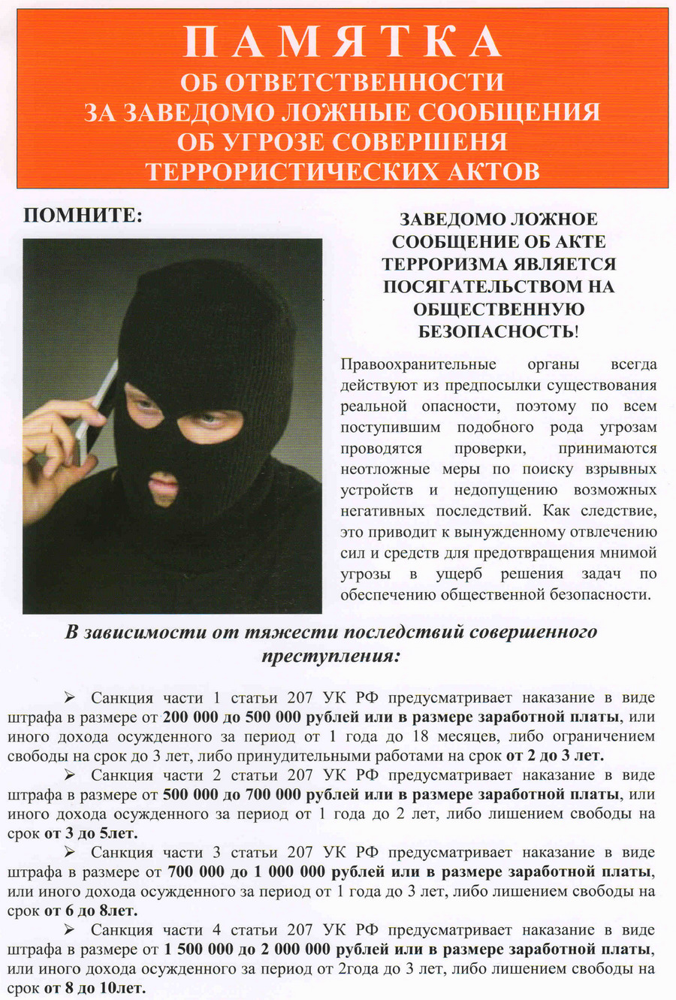 ПАМЯТКА
ОБ ОТВЕТСТВЕННОСТИ
ЗА ЗАВЕДОМО ЛОЖНЫЕ СООБЩЕНИЯ
ОБ УГРОЗЕ СОВЕРШЕНЯ
ТЕРРОРИСТИЧЕСКИХ АКТОВ
ПОМНИТЕ:
ЗАВЕДОМО ЛОЖНОЕ
СООБЩЕНИЕ ОБ АКТЕ
ТЕРРОРИЗМА ЯВЛЯЕТСЯ
ПОСЯГАТЕЛЬСТВОМ НА
ОБЩЕСТВЕННУЮ
БЕЗОПАСНОСТЬ!
Правоохранительные органы всегда
действуют из предпосылки существования
реальной опасности, поэтому по всем
поступившим подобного рода угрозам
проводятся проверки, принимаются
неотложные меры по поиску взрывных
устройств и недопущению возможных
негативных последствий. Как следствие,
это приводит к вынужденному отвлечению
сил и средств для предотвращения мнимой
угрозы в ущерб решения задач по
обеспечению общественной безопасности.
В зависимости от тяжести последствий совершенного
преступления:
➢ Санкция части 1 статьи 207 УК РФ предусматривает наказание в виде
штрафа в размере от 200 000 до 500 000 рублей или в размере заработной платы, или
иного дохода осужденного за период от 1 года до 18 месяцев, либо ограничением
свободы на срок до 3 лет, либо принудительными работами на срок от 2 до 3 лет.
➢ Санкция части 2 статьи 207 УК РФ предусматривает наказание в виде
штрафа в размере от 500 000 до 700 000 рублей или в размере заработной платы, или
иного дохода осужденного за период от 1 года до 2 лет, либо лишением свободы на
срок от 3 до 5лет.
➢ Санкция части 3 статьи 207 УК РФ предусматривает наказание в виде
штрафа в размере от 700 000 до 1 000 000 рублей или в размере заработной платы,
или иного дохода осужденного за период от 1 года до 3 лет, либо лишением свободы на
срок от 6 до 8лет.
➢ Санкция части 4 статьи 207 УК РФ предусматривает наказание в виде
штрафа в размере от 1 500 000 до 2 000 000 рублей или в размере заработной платы,
или иного дохода осужденного за период от 2года до 3 лет, либо лишением свободы на
срок от 8 до 10лет.